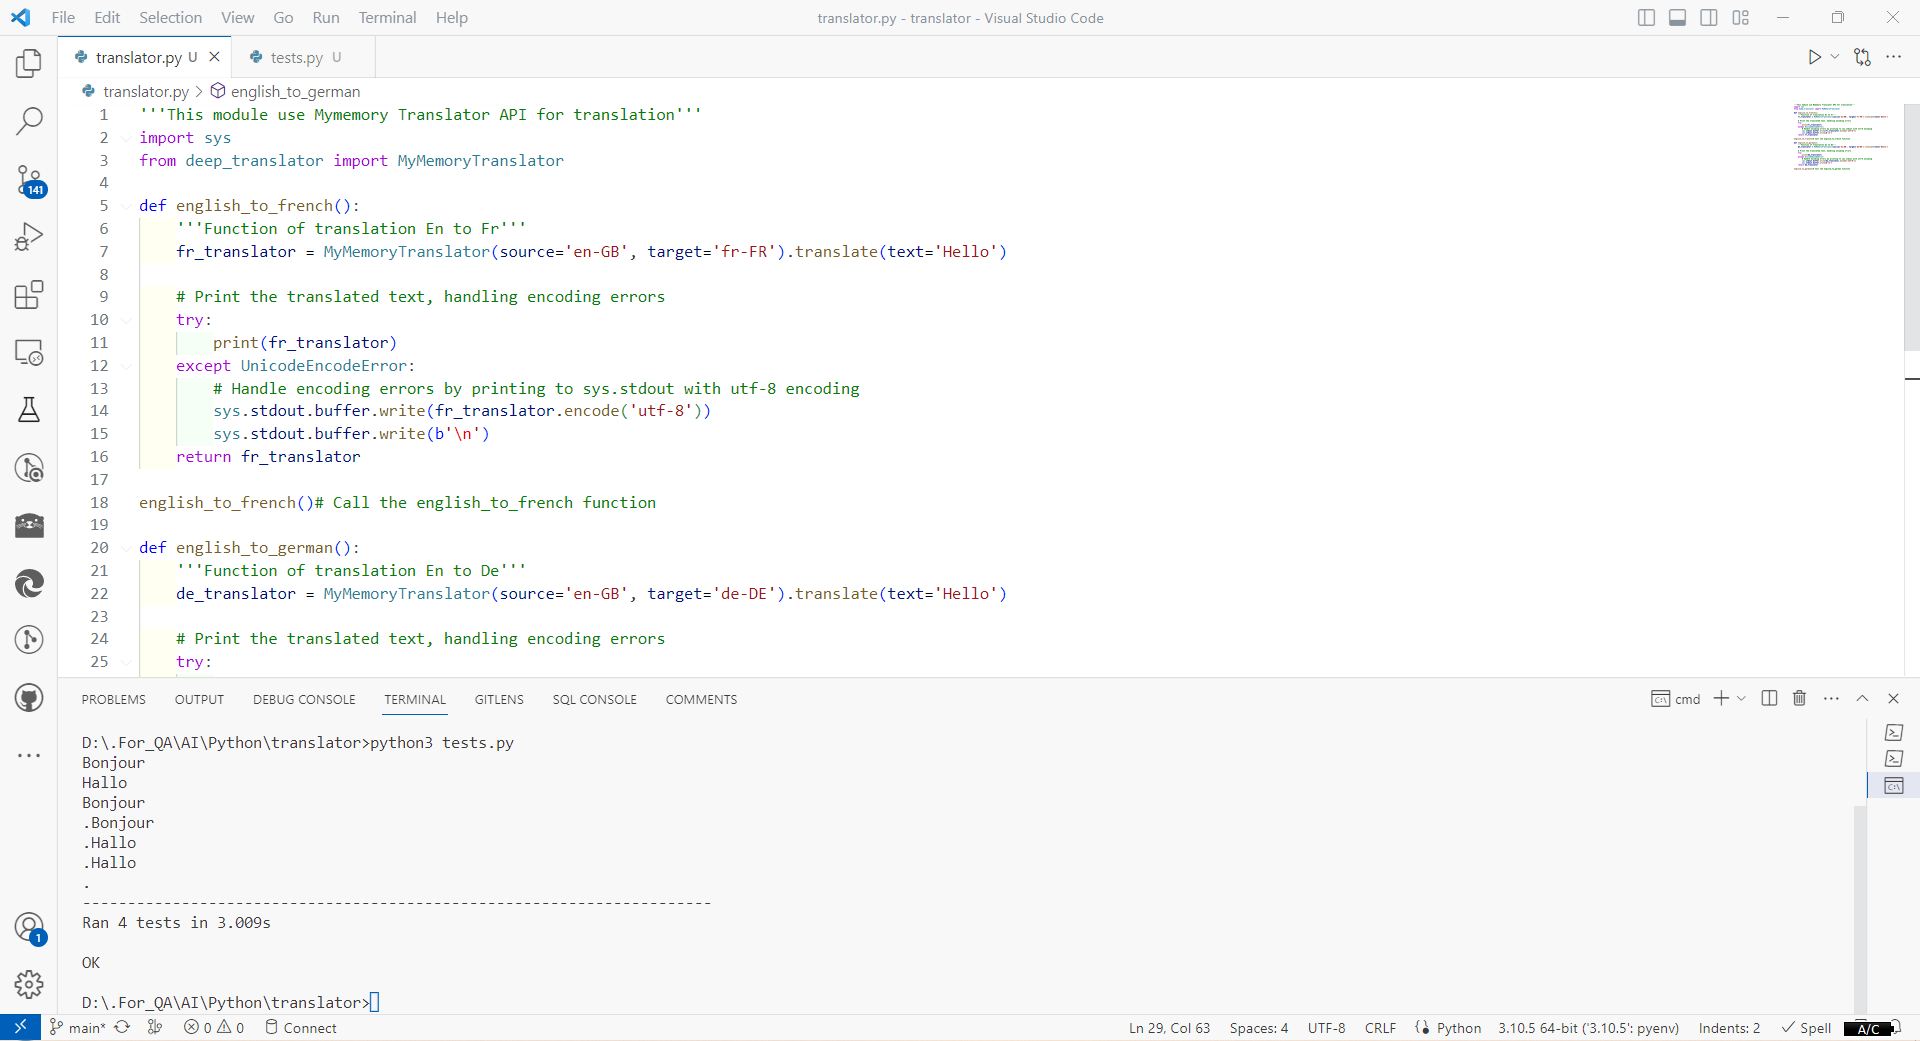 File Edit Selection View Go Run Terminal Help translator.py - translator - Visual Studio Code
translator.py U tests.py U
translator.py > english_to_german
1 '''This module use Mymemory Translator API for translation'''
2 import sys
3 from deep_translator import MyMemoryTranslator
4
5 def english_to_french():
6 '''Function of translation En to Fr'''
7 fr_translator = MyMemoryTranslator(source='en-GB', target='fr-FR').translate(text='Hello')
8
9 # Print the translated text, handling encoding errors
10 try:
11 print(fr_translator)
12 except UnicodeEncodeError:
13 # Handle encoding errors by printing to sys.stdout with utf-8 encoding
14 sys.stdout.buffer.write(fr_translator.encode('utf-8'))
15 sys.stdout.buffer.write(b'\n')
16 return fr_translator
17
18 english_to_french()# Call the english_to_french function
19
20 def english_to_german():
21 '''Function of translation En to De'''
22 de_translator = MyMemoryTranslator(source='en-GB', target='de-DE').translate(text='Hello')
23
24 # Print the translated text, handling encoding errors
25 try:
141
PROBLEMS OUTPUT DEBUG CONSOLE TERMINAL GITLENS SQL CONSOLE COMMENTS cmd
D:\.For_QA\AI\Python\translator>python3 tests.py
Bonjour
Hallo
Bonjour
.Bonjour
.Hallo
.Hallo
.
----------------------------------------------------------------------
Ran 4 tests in 3.009s
OK
D:\.For_QA\AI\Python\translator>
1
main* 0 0 Connect Ln 29, Col 63 Spaces: 4 UTF-8 CRLF Python 3.10.5 64-bit ('3.10.5': pyenv) Indents: 2 Spell A/C